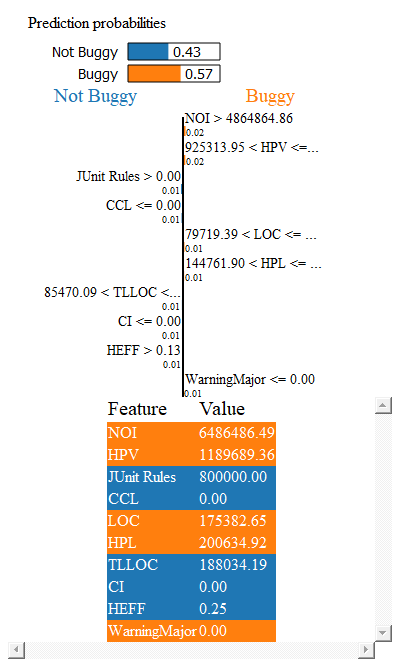 Prediction probabilities
Not Buggy 0.43
Buggy 0.57
Not Buggy Buggy
NOI > 4864864.86
0.02
925313.95 < HPV <=...
0.02
JUnit Rules > 0.00
0.01
CCL <= 0.00
0.01
79719.39 < LOC <= ...
0.01
144761.90 < HPL <= ...
0.01
85470.09 < TLLOC <...
0.01
CI <= 0.00
0.01
HEFF > 0.13
0.01
WarningMajor <= 0.00
0.01
Feature Value
NOI 6486486.49
HPV 1189689.36
JUnit Rules 800000.00
CCL 0.00
LOC 175382.65
HPL 200634.92
TLLOC 188034.19
CI 0.00
HEFF 0.25
WarningMajor 0.00